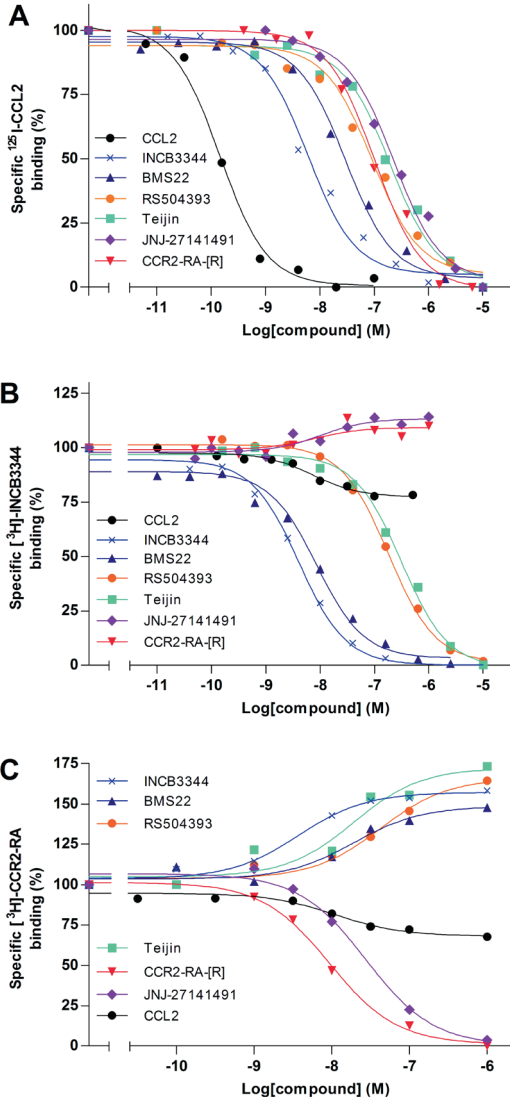 A
Specific ¹²⁵I-CCL2
binding (%)
100
75
50
25
0
CCL2
INCB3344
BMS22
RS504393
Teijin
JNJ-27141491
CCR2-RA-[R]
-11 -10 -9 -8 -7 -6 -5
Log[compound] (M)
B
Specific [³H]-INCB3344
binding (%)
125
100
75
50
25
0
CCL2
INCB3344
BMS22
RS504393
Teijin
JNJ-27141491
CCR2-RA-[R]
-11 -10 -9 -8 -7 -6 -5
Log[compound] (M)
C
Specific [³H]-CCR2-RA
binding (%)
175
150
125
100
75
50
25
0
INCB3344
BMS22
RS504393
Teijin
CCR2-RA-[R]
JNJ-27141491
CCL2
-10 -9 -8 -7 -6
Log[compound] (M)